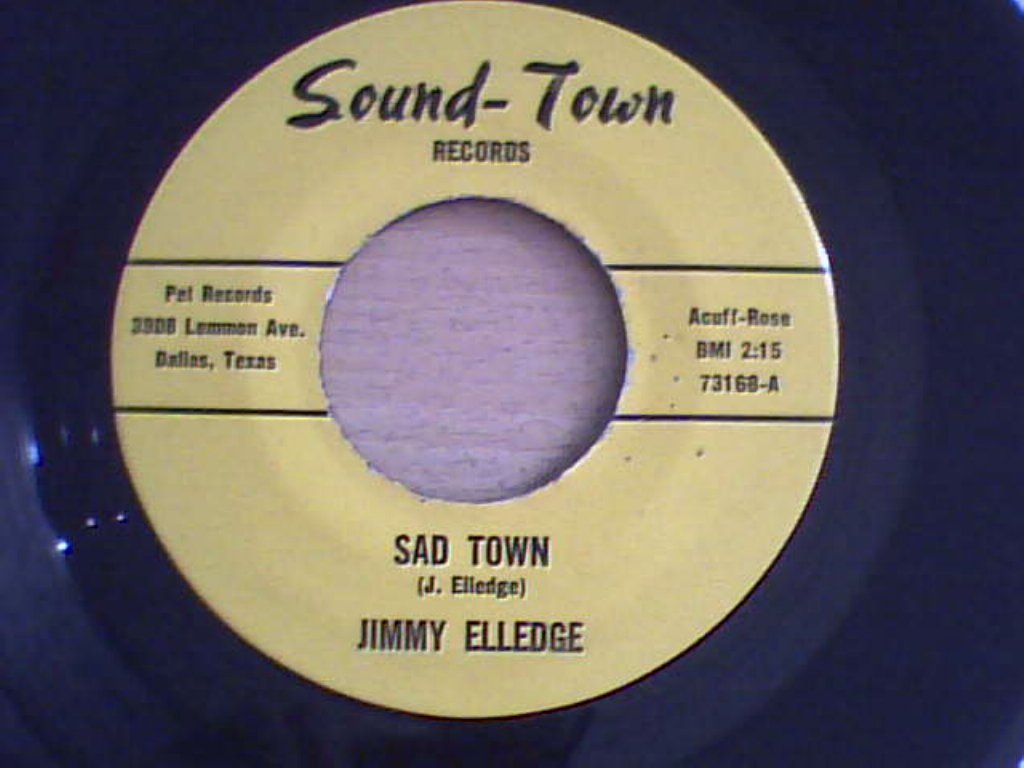 Sound-Town
RECORDS
Pet Records
Lemmon Ave.
Dallas, Texas
Acuff-Rose
BMI 2:15
73168-A
SAD TOWN
(J. Elledge)
JIMMY ELLEDGE